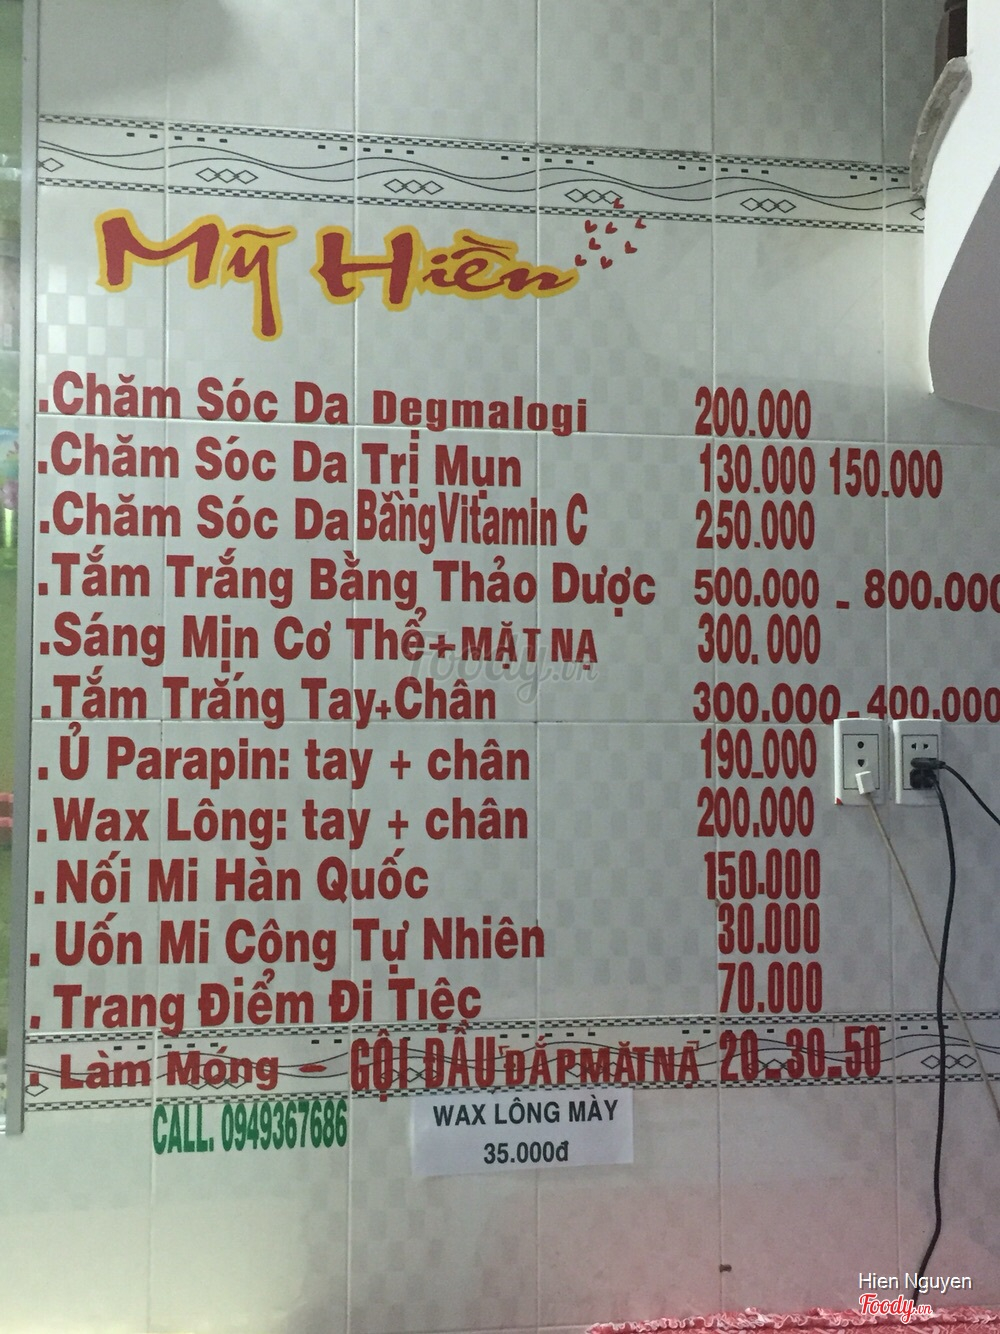 Mỹ Hiền
.Chăm Sóc Da Degmalogi 200.000
.Chăm Sóc Da Trị Mụn 130.000 150.000
.Chăm Sóc Da Bằng Vitamin C 250.000
.Tắm Trắng Bằng Thảo Dược 500.000 - 800.000
.Sáng Mịn Cơ Thể+MẶT NẠ 300.000
.Tắm Trắng Tay+Chân 300.000-400.000
.Ủ Parapin: tay + chân 190.000
.Wax Lông: tay + chân 200.000
.Nối Mi Hàn Quốc 150.000
.Uốn Mi Công Tự Nhiên 30.000
.Trang Điểm Đi Tiệc 70.000
.Làm Móng - GỘI ĐẦU ĐẮP MẶT NẠ 20-30.50
CALL. 0949367686
WAX LÔNG MÀY
35.000đ
Foody.vn
Hien Nguyen
Foody.vn